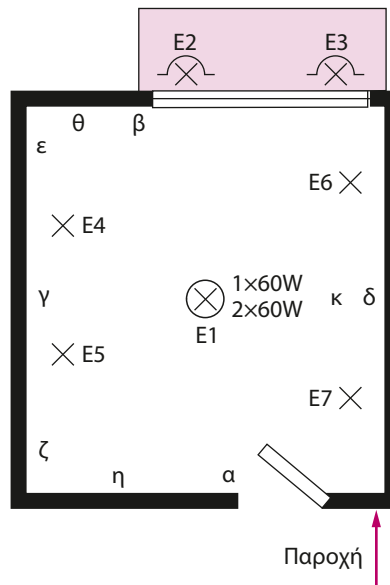 E2 E3
θ β
ε
E6
E4
1×60W
γ κ δ
2×60W
E1
E5
E7
ζ
η α
Παροχή